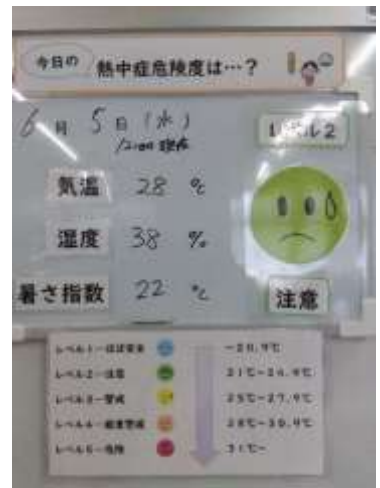 今日の 熱中症危険度は…?
6月 5日(水)
12:00 現在
レベル2
気温 28 ℃
湿度 38 %
暑さ指数 22 ℃
注意
レベル1-ほぼ安全 ~20.9℃
レベル2-注意 21℃~24.9℃
レベル3-警戒 25℃~27.9℃
レベル4-厳重警戒 28℃~30.9℃
レベル5-危険 31℃~